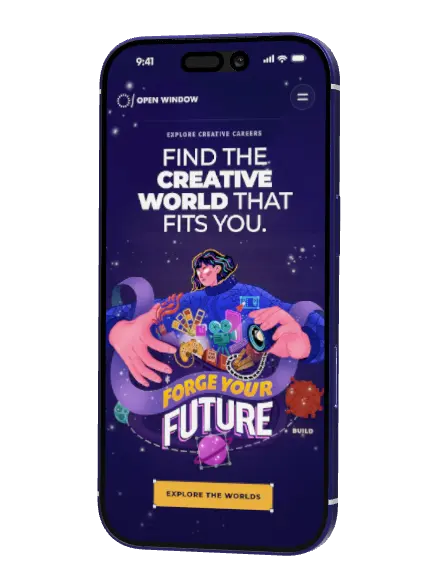 9:41
OPEN WINDOW
EXPLORE CREATIVE CAREERS
FIND THE
CREATIVE
WORLD THAT
FITS YOU.
FORGE YOUR
FUTURE
BUILD
EXPLORE THE WORLDS